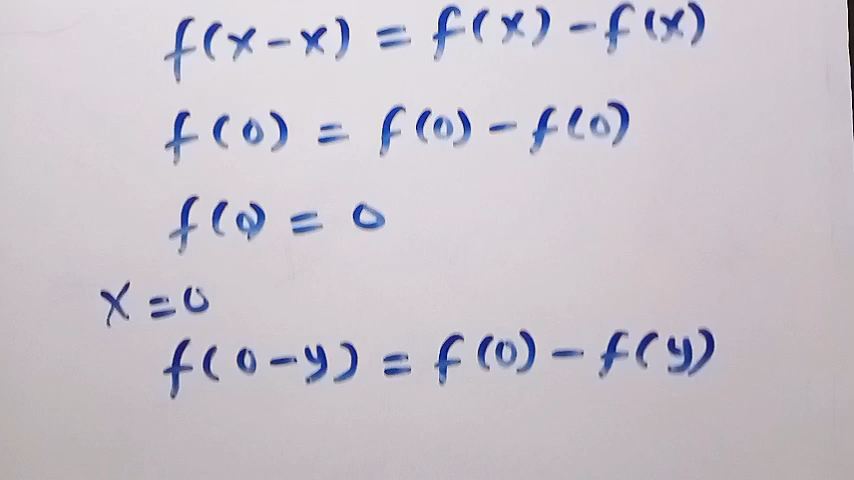 f(x-x) = f(x) - f(x)
f(0) = f(0) - f(0)
f(0) = 0
x = 0
f(0-y) = f(0) - f(y)